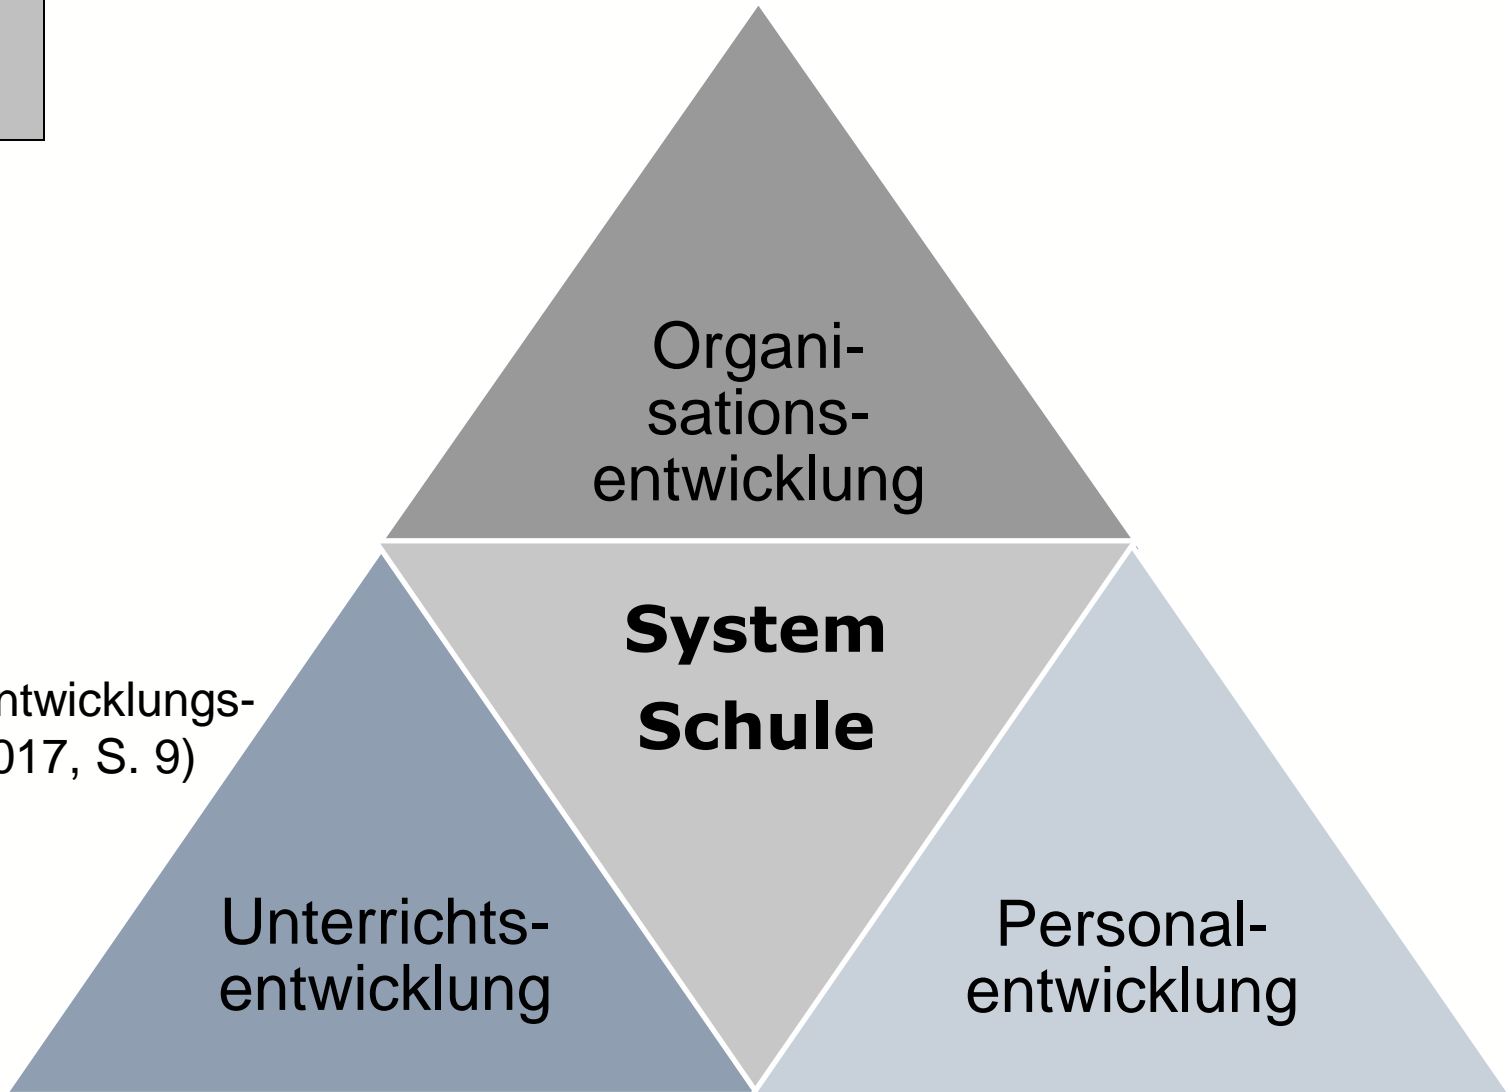 Organi-
sations-
entwicklung
System
Schule
ntwicklungs-
017, S. 9)
Unterrichts-
entwicklung
Personal-
entwicklung